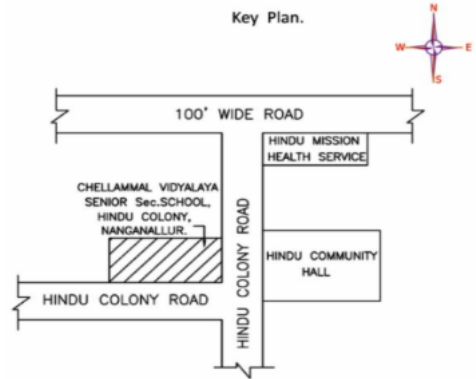 Key Plan.
N
W
E
S
100' WIDE ROAD
HINDU MISSION
HEALTH SERVICE
CHELLAMMAL VIDYALAYA
SENIOR Sec.SCHOOL,
HINDU COLONY,
NANGANALLUR.
HINDU COLONY ROAD
HINDU COMMUNITY
HALL
HINDU COLONY ROAD